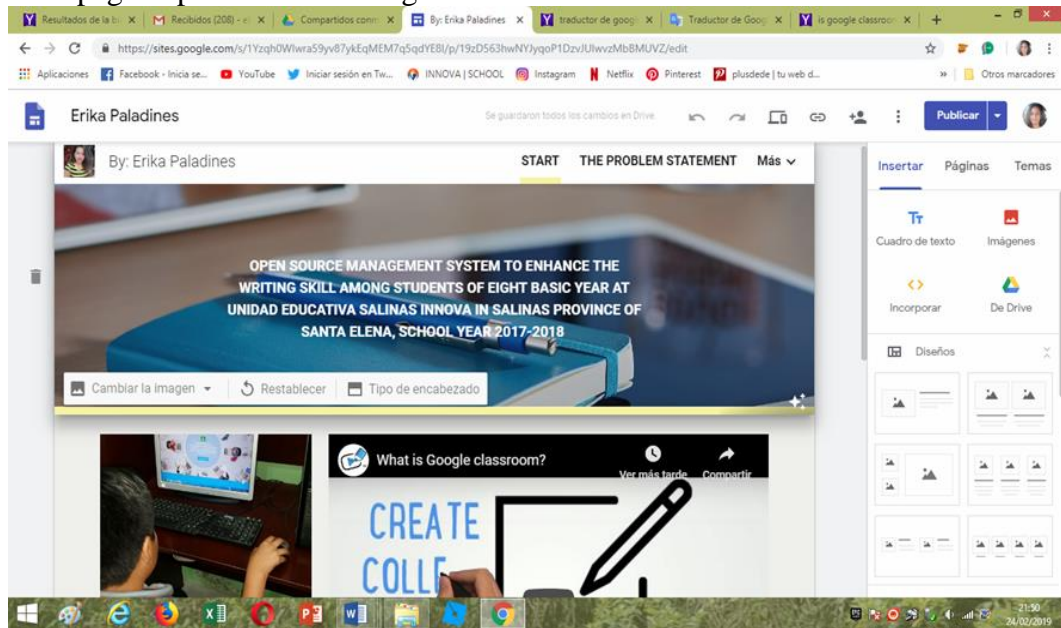 Resultados de la b
Recibidos (208) - e
Compartidos conm
By: Erika Paladines
traductor de goog
Traductor de Goog
is google classroo
https://sites.google.com/s/1Yzqh0WIwra59yv87ykEqMEM7q5qdYE8l/p/19zD563hwNYJyqoP1DzvJUlwvzMbBMUVZ/edit
Aplicaciones
Facebook - Inicia se...
YouTube
Iniciar sesión en Tw...
INNOVA | SCHOOL
Instagram
Netflix
Pinterest
plusdede | tu web d...
»
Otros marcadores
Erika Paladines
Se guardaron todos los cambios en Drive
Publicar
By: Erika Paladines
START
THE PROBLEM STATEMENT
Más
Insertar
Páginas
Temas
Cuadro de texto
Imágenes
Incorporar
De Drive
Diseños
OPEN SOURCE MANAGEMENT SYSTEM TO ENHANCE THE
WRITING SKILL AMONG STUDENTS OF EIGHT BASIC YEAR AT
UNIDAD EDUCATIVA SALINAS INNOVA IN SALINAS PROVINCE OF
SANTA ELENA, SCHOOL YEAR 2017-2018
Cambiar la imagen
Restablecer
Tipo de encabezado
What is Google classroom?
Ver más tarde
Compartir
CREATE
COLLE
21:50
24/02/2019